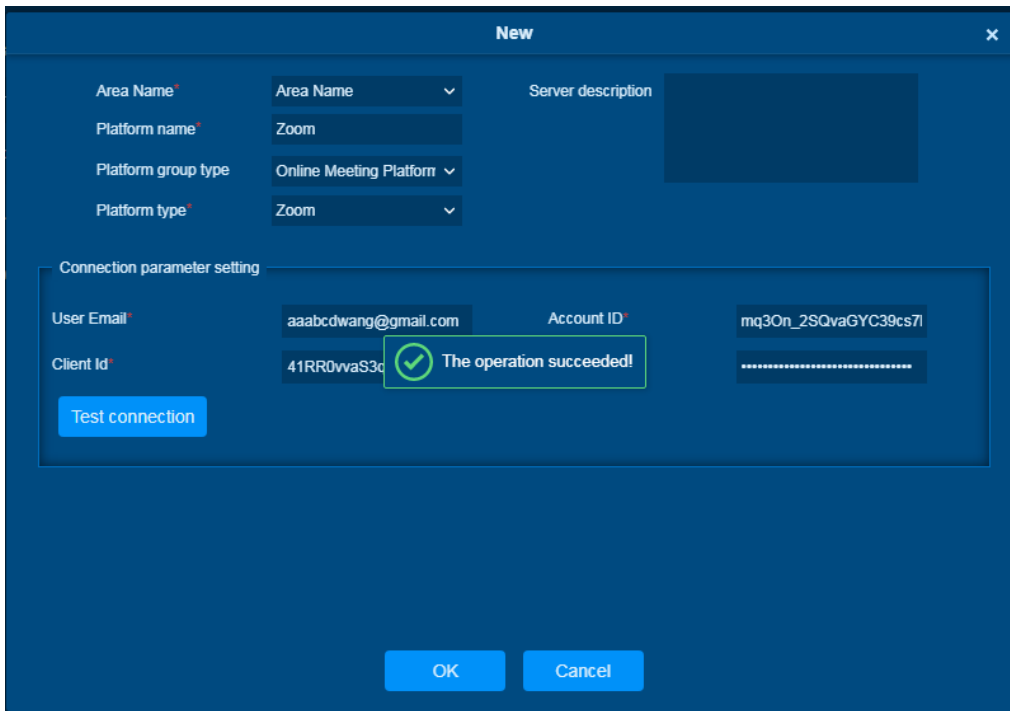 New
Area Name* Area Name Server description
Platform name* Zoom
Platform group type Online Meeting Platform
Platform type* Zoom
Connection parameter setting
User Email* aaabcdwang@gmail.com Account ID* mq3On_2SQvaGYC39cs7
Client Id* 41RR0vvaS3 The operation succeeded!
Test connection
OK Cancel